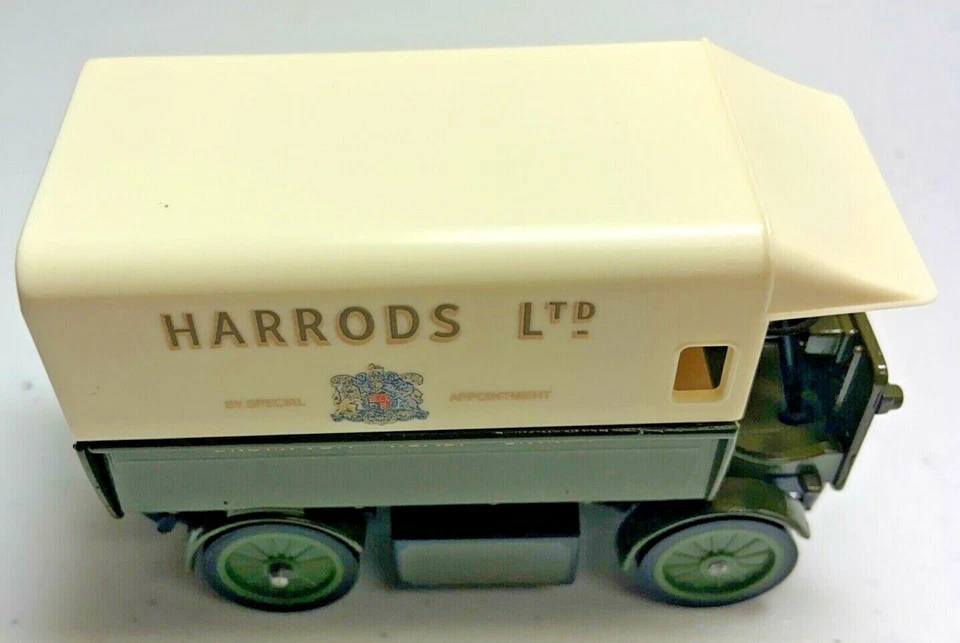 HARRODS LTD
BY SPECIAL APPOINTMENT